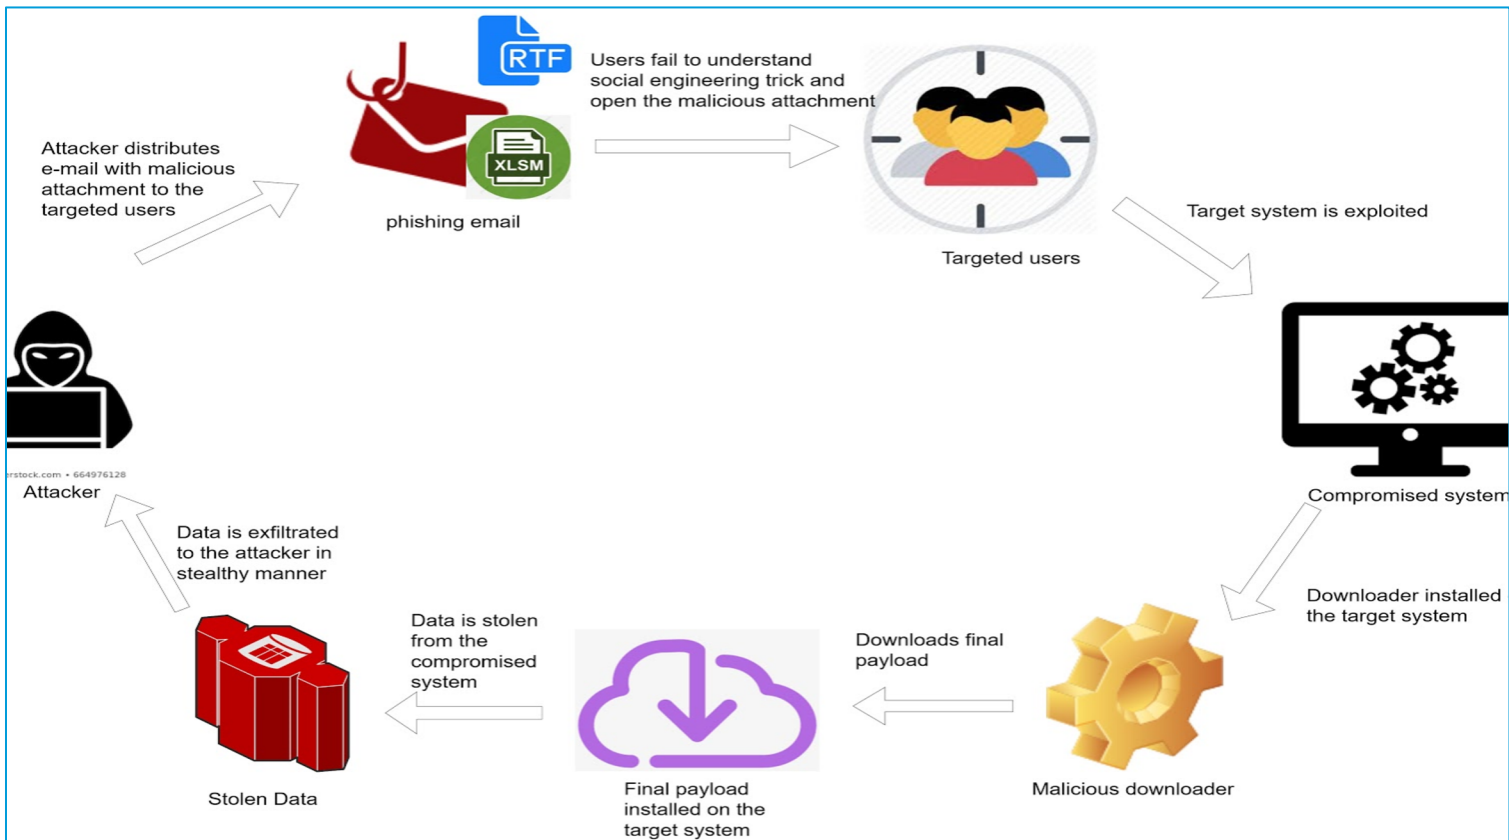 RTF
Users fail to understand
social engineering trick and
open the malicious attachment
Attacker distributes
e-mail with malicious
attachment to the
targeted users
XLSM
phishing email
Target system is exploited
Targeted users
erstock.com • 664976128
Attacker
Compromised system
Data is exfiltrated
to the attacker in
stealthy manner
Downloader installed
the target system
Data is stolen
from the
compromised
system
Downloads final
payload
Stolen Data
Final payload
installed on the
target system
Malicious downloader